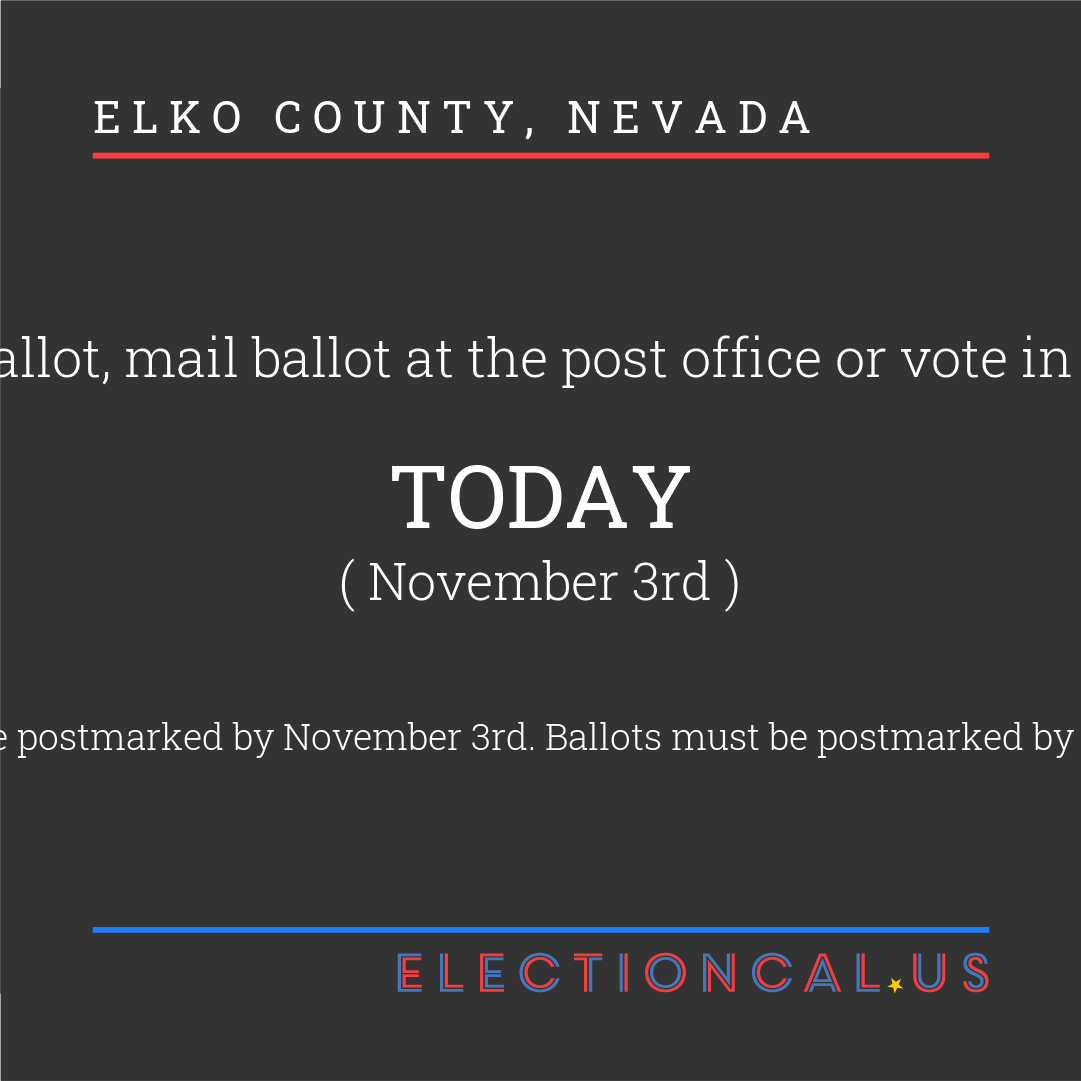 ELKO COUNTY, NEVADA
allot, mail ballot at the post office or vote in
TODAY
( November 3rd )
e postmarked by November 3rd. Ballots must be postmarked by
ELECTIONCAL.US